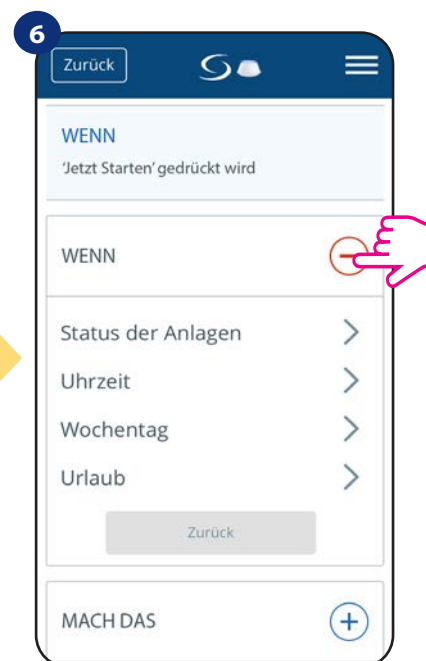 6
Zurück
WENN
'Jetzt Starten' gedrückt wird
WENN
Status der Anlagen
Uhrzeit
Wochentag
Urlaub
Zurück
MACH DAS